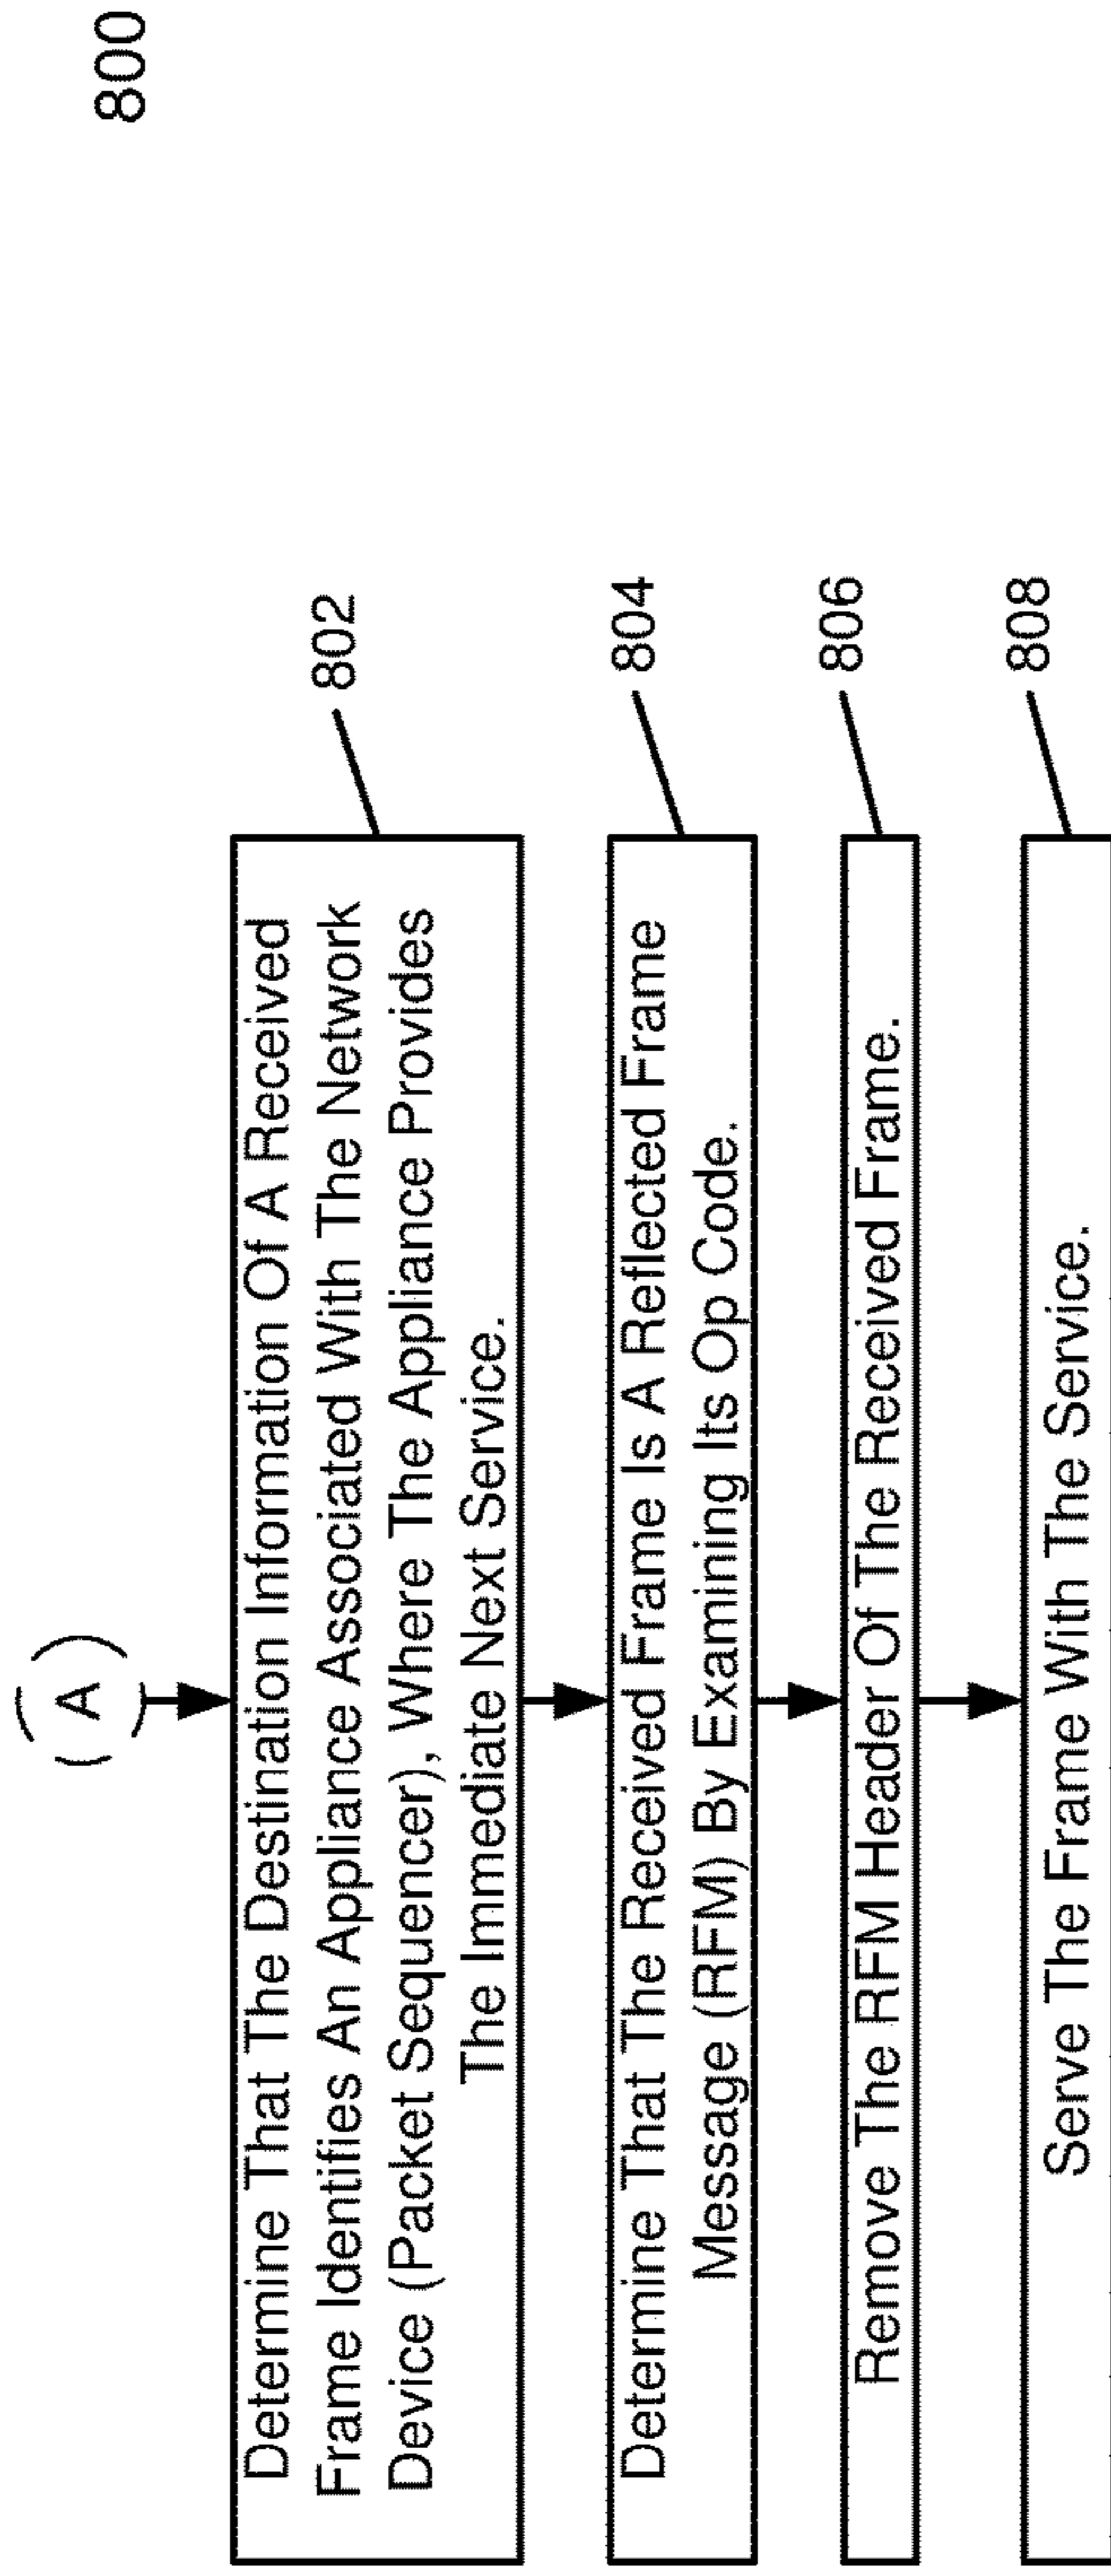 800
A
Determine That The Destination Information Of A Received
Frame Identifies An Appliance Associated With The Network
Device (Packet Sequencer), Where The Appliance Provides
The Immediate Next Service.
802
Determine That The Received Frame Is A Reflected Frame
Message (RFM) By Examining Its Op Code.
804
Remove The RFM Header Of The Received Frame.
806
Serve The Frame With The Service.
808